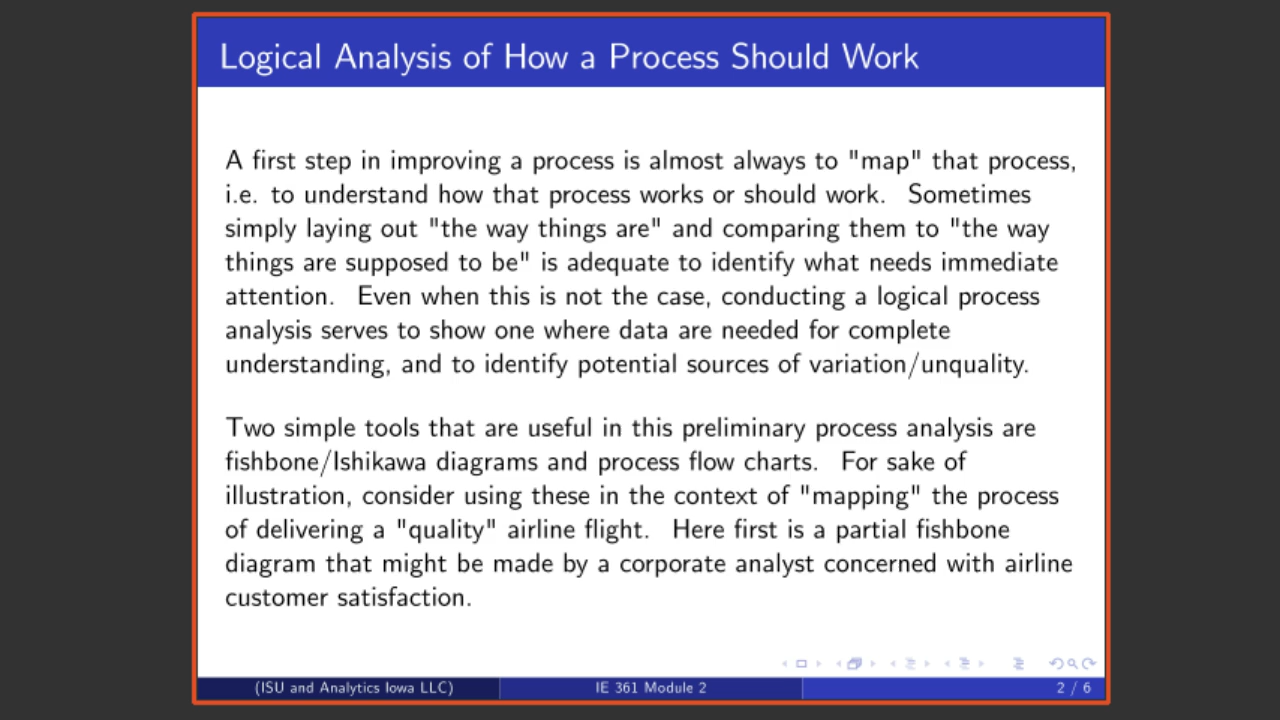 Logical Analysis of How a Process Should Work
A first step in improving a process is almost always to "map" that process,
i.e. to understand how that process works or should work. Sometimes
simply laying out "the way things are" and comparing them to "the way
things are supposed to be" is adequate to identify what needs immediate
attention. Even when this is not the case, conducting a logical process
analysis serves to show one where data are needed for complete
understanding, and to identify potential sources of variation/unquality.
Two simple tools that are useful in this preliminary process analysis are
fishbone/Ishikawa diagrams and process flow charts. For sake of
illustration, consider using these in the context of "mapping" the process
of delivering a "quality" airline flight. Here first is a partial fishbone
diagram that might be made by a corporate analyst concerned with airline
customer satisfaction.
(ISU and Analytics Iowa LLC)
IE 361 Module 2
2 / 6